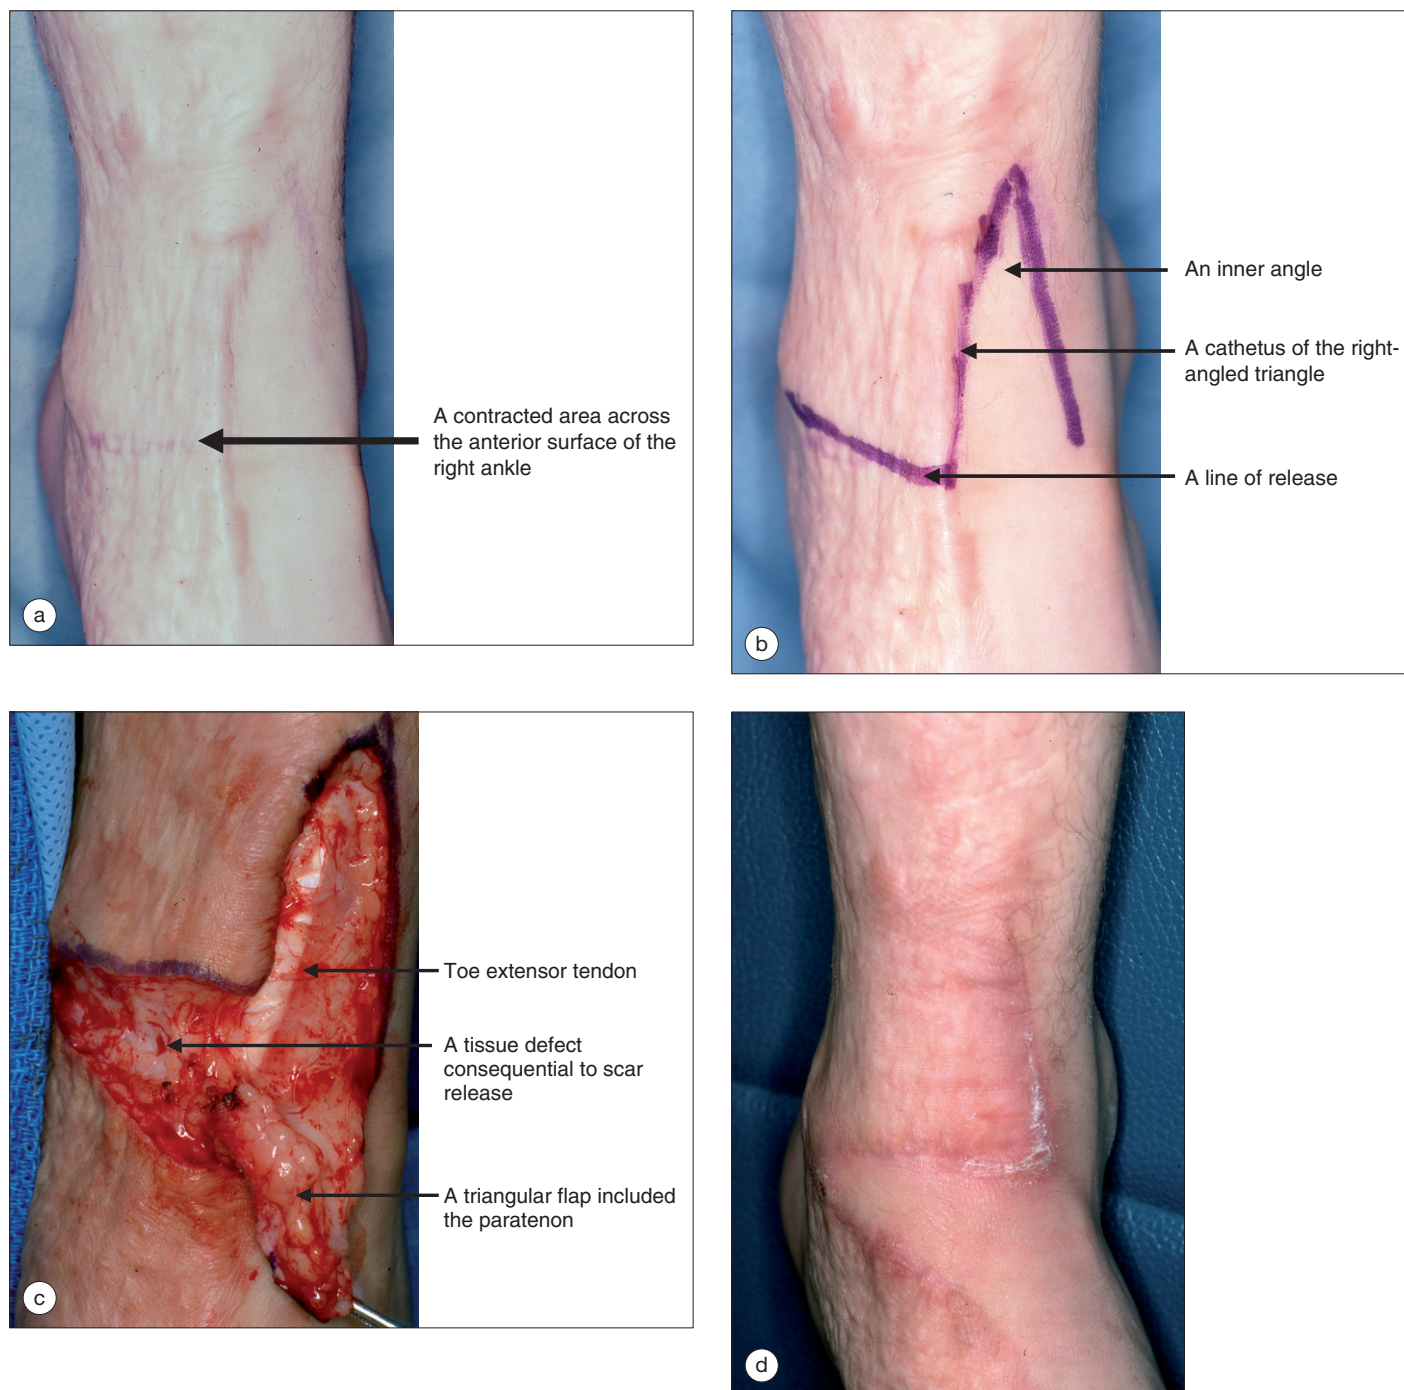 A contracted area across
the anterior surface of the
right ankle
a
An inner angle
A cathetus of the right-
angled triangle
A line of release
b
Toe extensor tendon
A tissue defect
consequential to scar
release
A triangular flap included
the paratenon
c
d